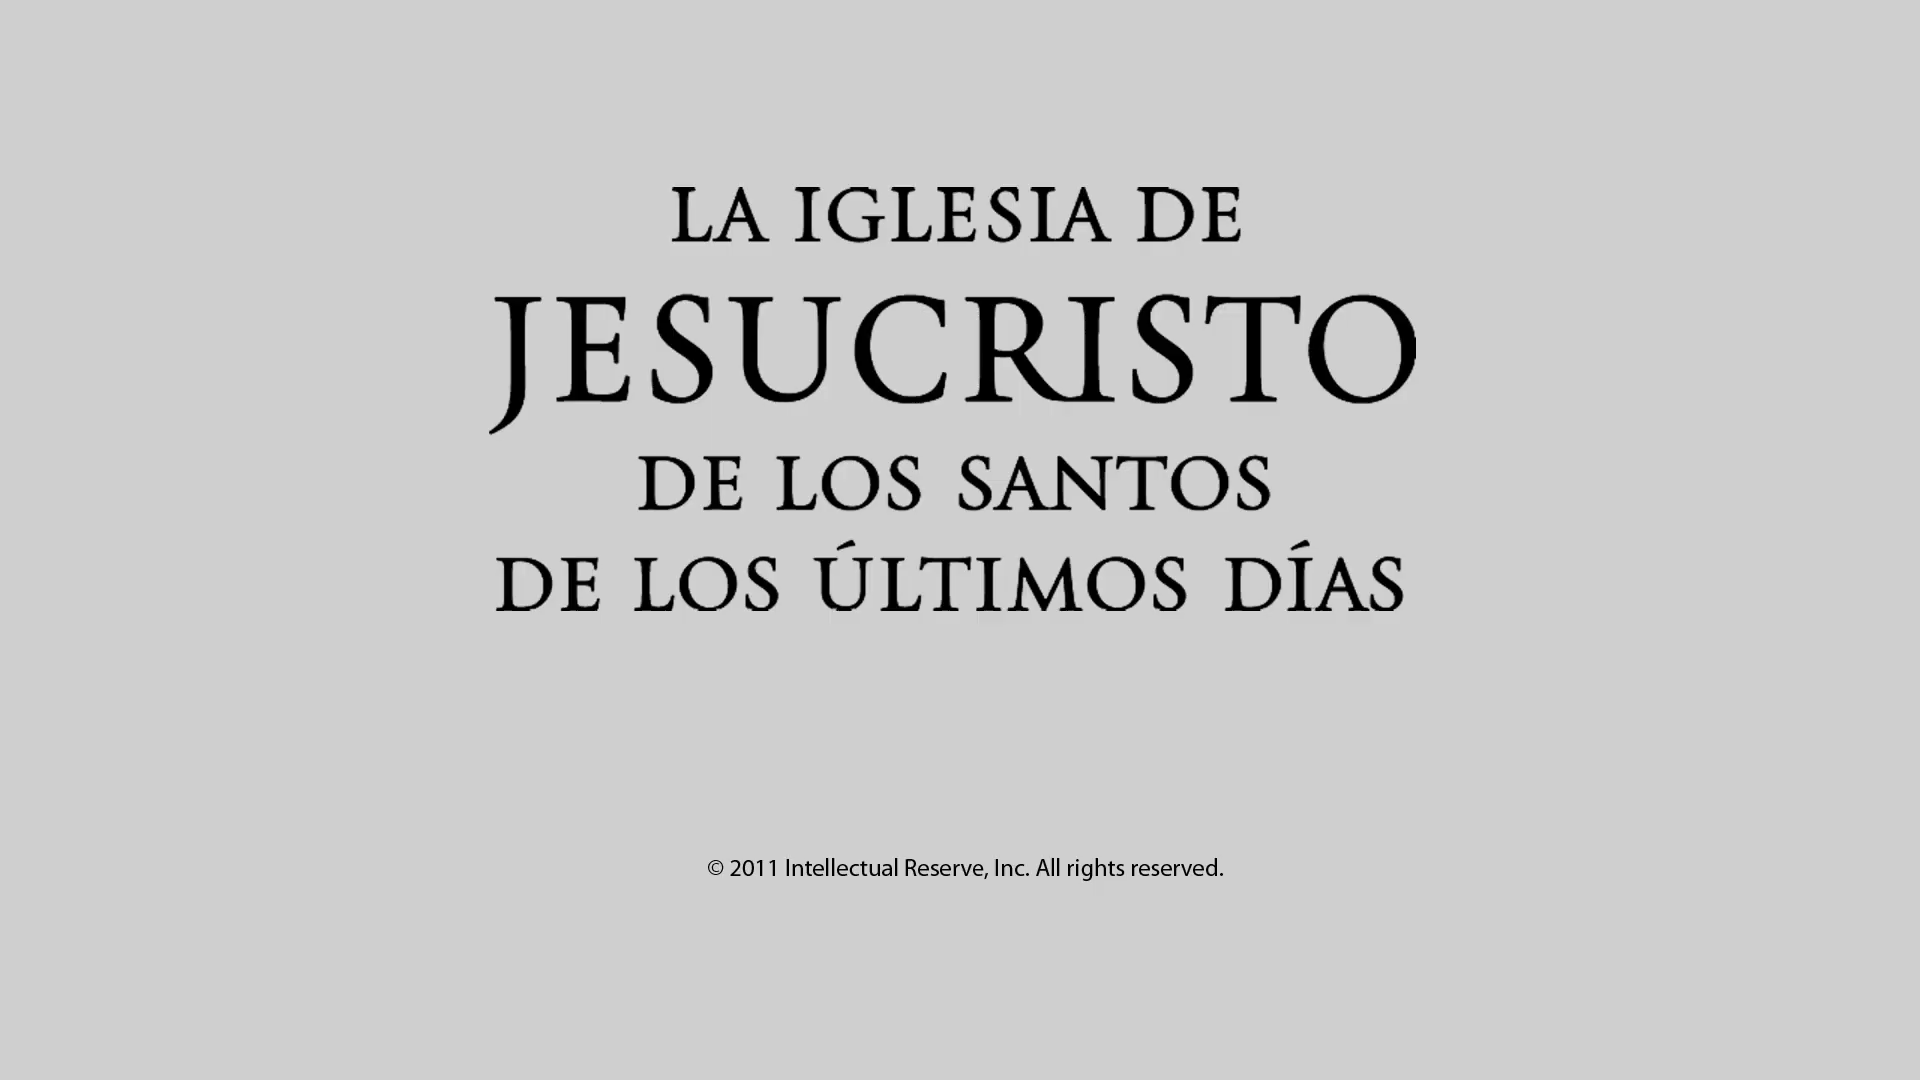 LA IGLESIA DE
JESUCRISTO
DE LOS SANTOS
DE LOS ÚLTIMOS DÍAS
© 2011 Intellectual Reserve, Inc. All rights reserved.